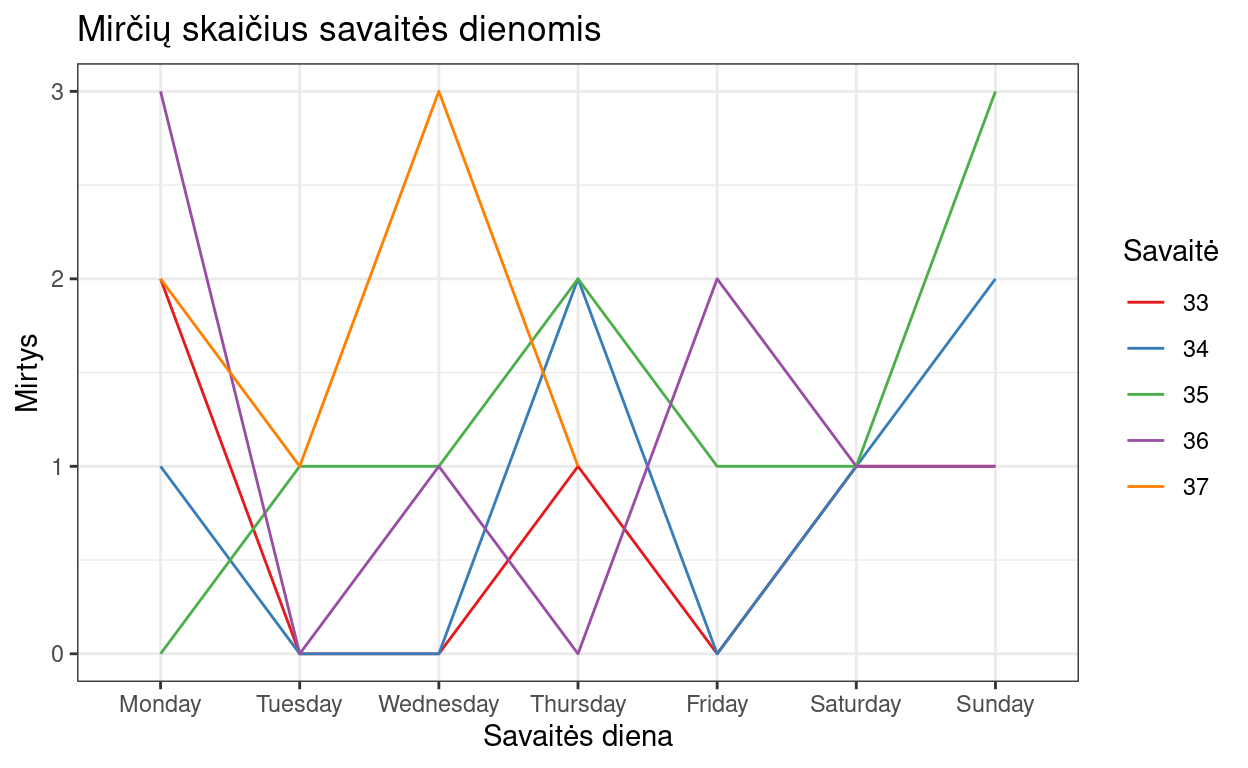 Mirčių skaičius savaitės dienomis
3
2
1
0
Mirtys
Monday Tuesday Wednesday Thursday Friday Saturday Sunday
Savaitės diena
Savaitė
33
34
35
36
37